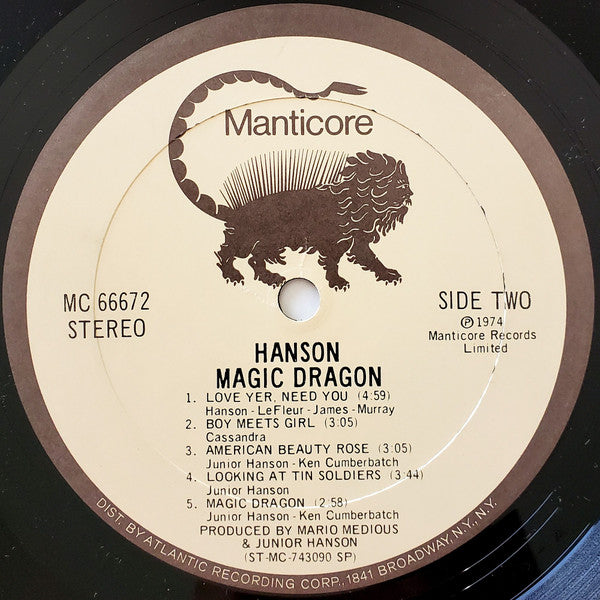 Manticore
MC 66672
STEREO
SIDE TWO
℗ 1974
Manticore Records
Limited
HANSON
MAGIC DRAGON
1. LOVE YER, NEED YOU (4:59)
Hanson - LeFleur - James - Murray
2. BOY MEETS GIRL (3:05)
Cassandra
3. AMERICAN BEAUTY ROSE (3:05)
Junior Hanson - Ken Cumberbatch
4. LOOKING AT TIN SOLDIERS (3:44)
Junior Hanson
5. MAGIC DRAGON (2:58)
Junior Hanson - Ken Cumberbatch
PRODUCED BY MARIO MEDIOUS
& JUNIOR HANSON
(ST-MC-743090 SP)
DIST. BY ATLANTIC RECORDING CORP., 1841 BROADWAY, N.Y., N.Y.